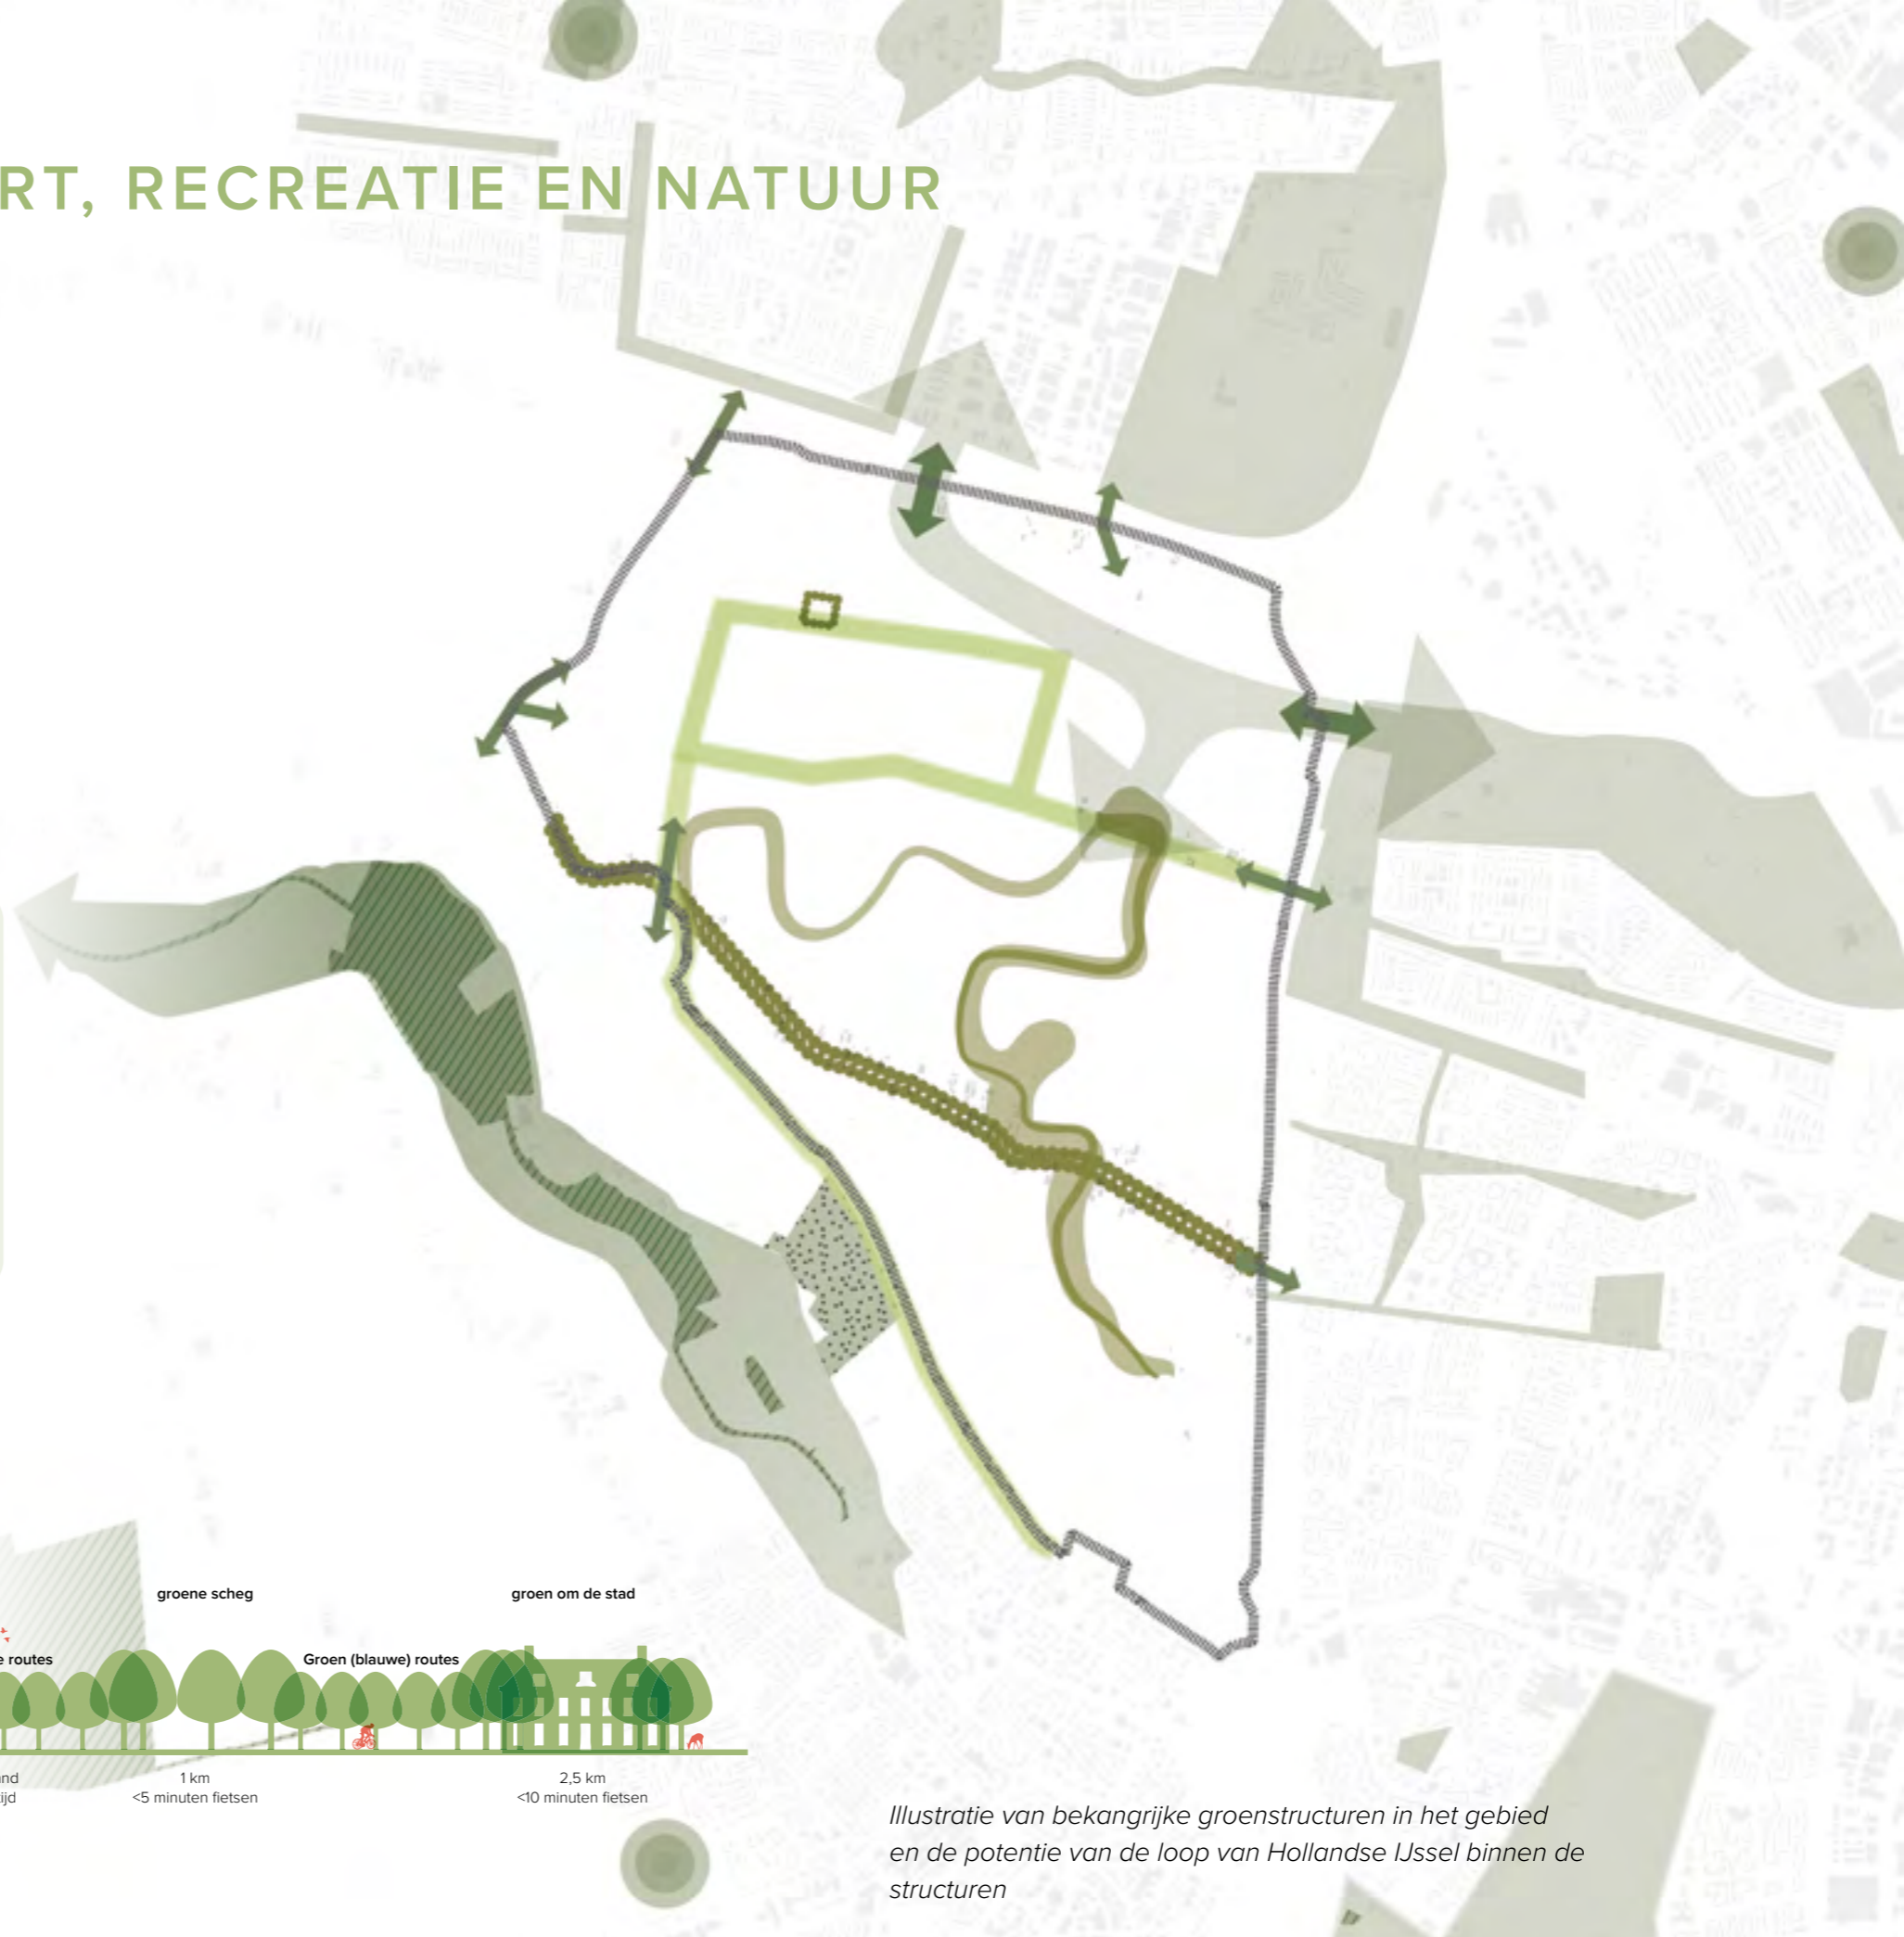 RT, RECREATIE EN NATUUR
groene scheg
groen om de stad
e routes
Groen (blauwe) routes
nd
ijd
1 km
<5 minuten fietsen
2,5 km
<10 minuten fietsen
Illustratie van bekangrijke groenstructuren in het gebied
en de potentie van de loop van Hollandse IJssel binnen de
structuren